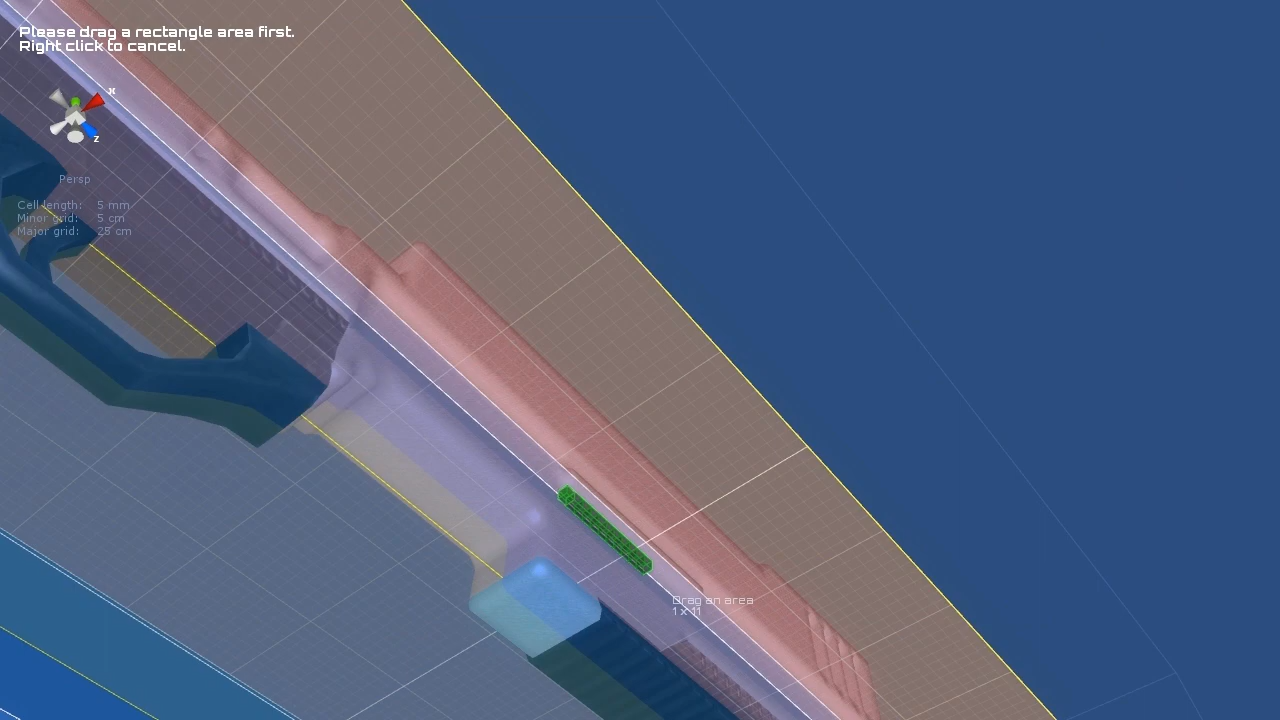 Please drag a rectangle area first.
Right click to cancel.
x
z
Persp
Cell length: 5 mm
Minor grid: 5 cm
Major grid: 25 cm
Drag an area
1 x 11